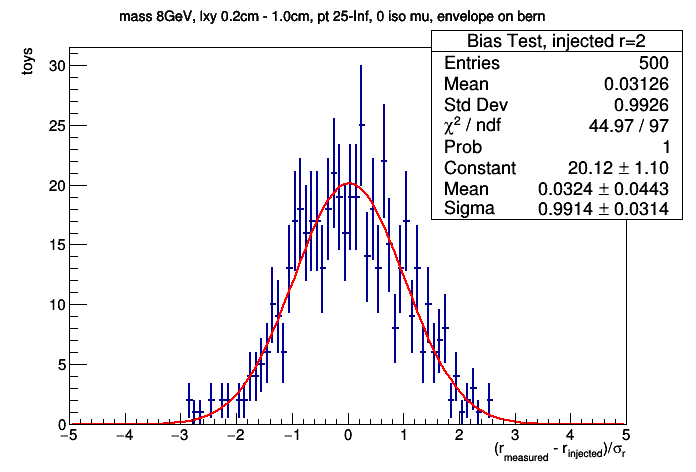 mass 8GeV, lxy 0.2cm - 1.0cm, pt 25-Inf, 0 iso mu, envelope on bern
Bias Test, injected r=2
Entries 500
Mean 0.03126
Std Dev 0.9926
χ² / ndf 44.97 / 97
Prob 1
Constant 20.12 ± 1.10
Mean 0.0324 ± 0.0443
Sigma 0.9914 ± 0.0314
toys
30
25
20
15
10
5
0
−5 −4 −3 −2 −1 0 1 2 3 4 5
(r_measured - r_injected)/σ_r